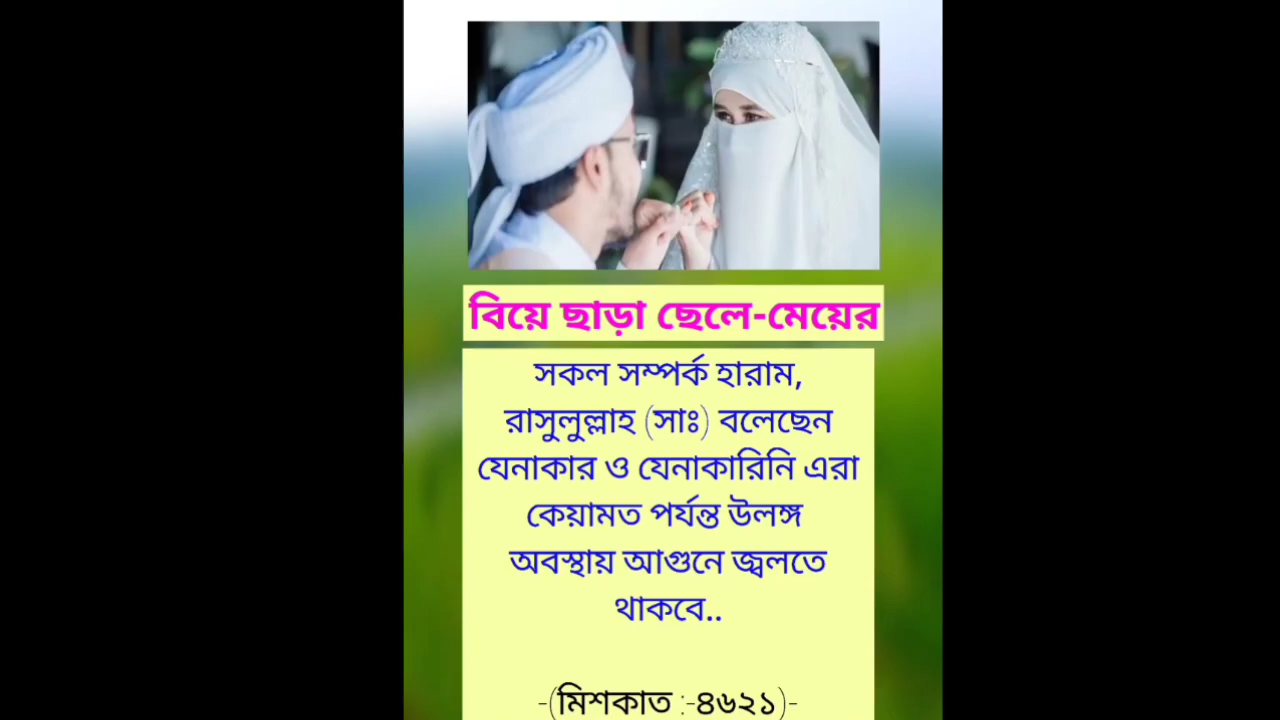 বিয়ে ছাড়া ছেলে-মেয়ের
সকল সম্পর্ক হারাম,
রাসুলুল্লাহ (সাঃ) বলেছেন
যেনাকার ও যেনাকারিনি এরা
কেয়ামত পর্যন্ত উলঙ্গ
অবস্থায় আগুনে জ্বলতে
থাকবে..
-(মিশকাত :-৪৬২১)-